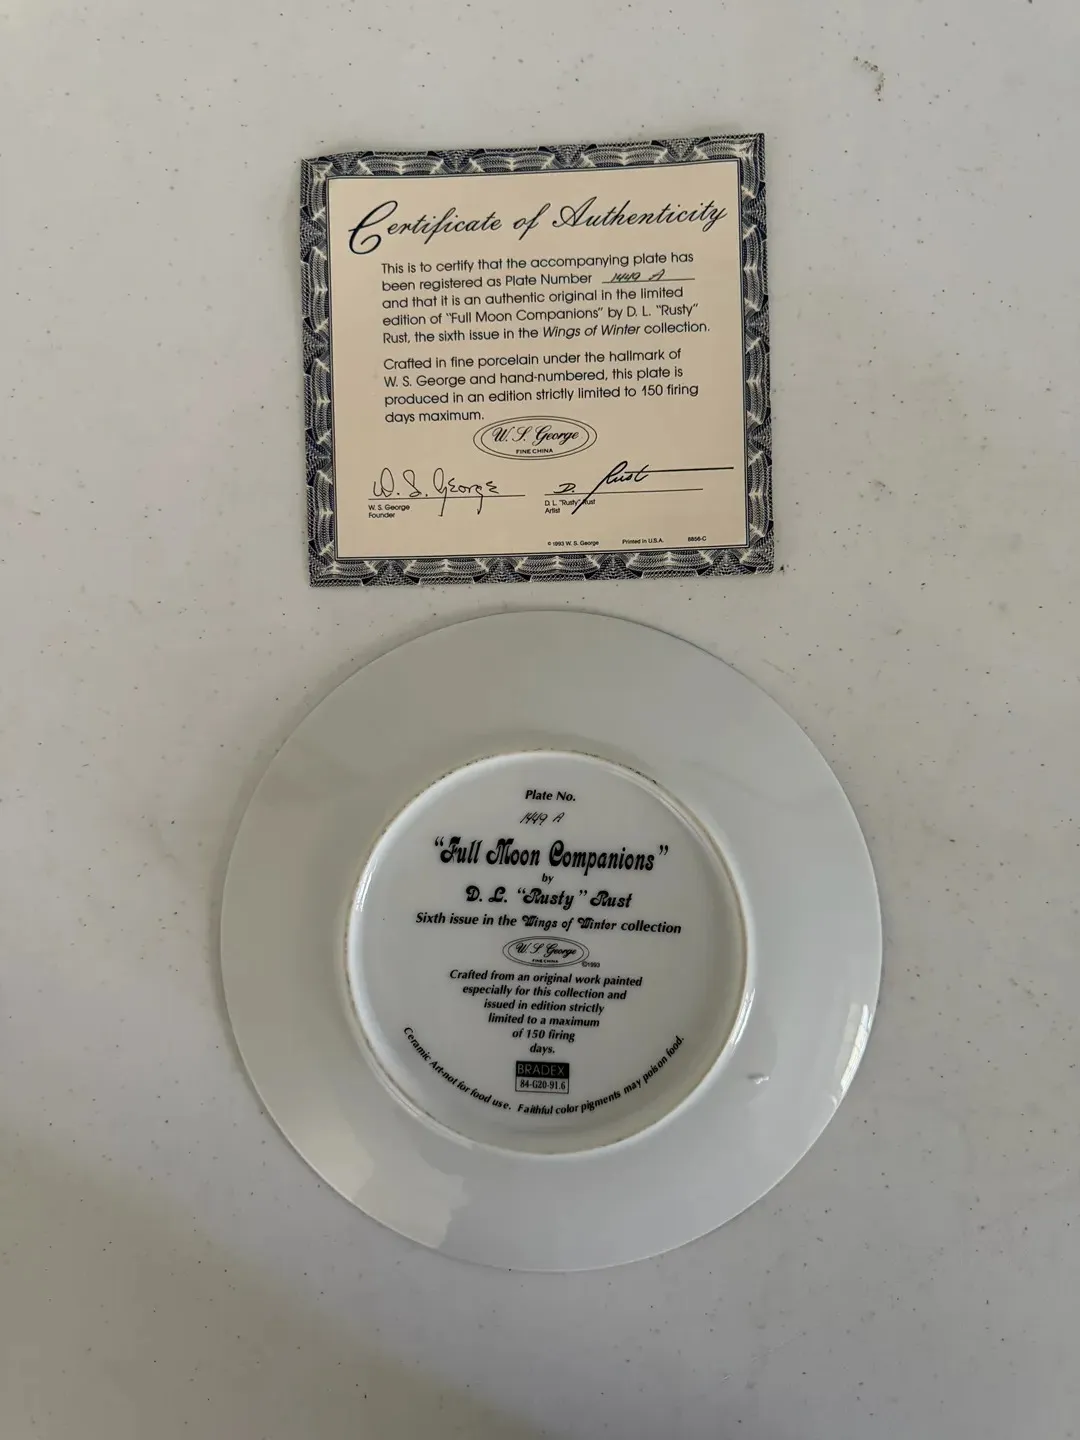 Certificate of Authenticity
This is to certify that the accompanying plate has
been registered as Plate Number 1449 A
and that it is an authentic original in the limited
edition of "Full Moon Companions" by D. L. "Rusty"
Rust, the sixth issue in the Wings of Winter collection.
Crafted in fine porcelain under the hallmark of
W. S. George and hand-numbered, this plate is
produced in an edition strictly limited to 150 firing
days maximum.
W. S. George
FINE CHINA
W. S. George
D. Rust
W. S. George
Founder
D. L. "Rusty" Rust
Artist
© 1993 W. S. George Printed in U.S.A. 8856-C
Plate No.
1449 A
"Full Moon Companions"
by
D. L. "Rusty" Rust
Sixth issue in the Wings of Winter collection
W. S. George
FINE CHINA
©1993
Crafted from an original work painted
especially for this collection and
issued in edition strictly
limited to a maximum
of 150 firing
days.
BRADEX
84-G20-91.6
Ceramic Art-not for food use. Faithful color pigments may poison food.